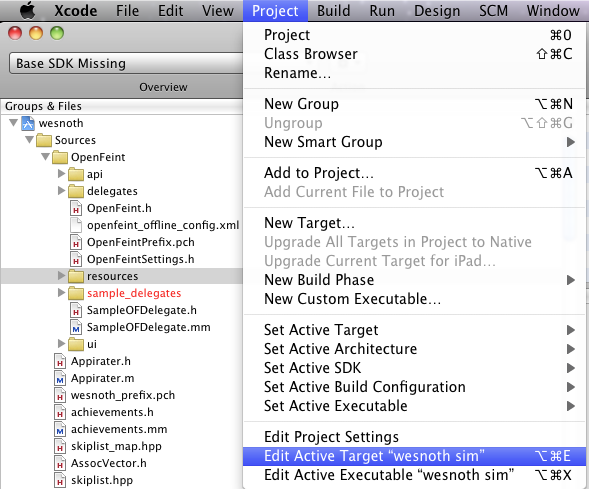 Xcode File Edit View Project Build Run Design SCM Window
Base SDK Missing
Overview
Groups & Files
wesnoth
Sources
OpenFeint
api
delegates
OpenFeint.h
openfeint_offline_config.xml
OpenFeintPrefix.pch
OpenFeintSettings.h
resources
sample_delegates
SampleOFDelegate.h
SampleOFDelegate.mm
ui
Appirater.h
Appirater.m
wesnoth_prefix.pch
achievements.h
achievements.mm
skiplist_map.hpp
AssocVector.h
skiplist.hpp
Project ⌘0
Class Browser ⇧⌘C
Rename...
New Group ⌥⌘N
Ungroup ⌥⇧⌘G
New Smart Group
Add to Project... ⌥⌘A
Add Current File to Project
New Target...
Upgrade All Targets in Project to Native
Upgrade Current Target for iPad...
New Build Phase
New Custom Executable...
Set Active Target
Set Active Architecture
Set Active SDK
Set Active Build Configuration
Set Active Executable
Edit Project Settings
Edit Active Target “wesnoth sim” ⌥⌘E
Edit Active Executable “wesnoth sim” ⌥⌘X